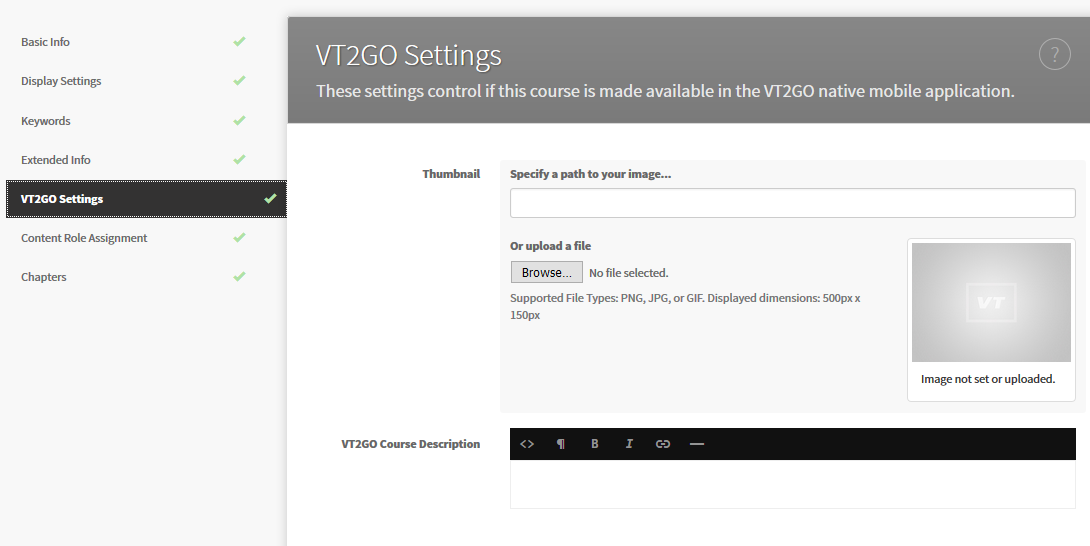 Basic Info
Display Settings
Keywords
Extended Info
VT2GO Settings
Content Role Assignment
Chapters
VT2GO Settings
?
These settings control if this course is made available in the VT2GO native mobile application.
Thumbnail
Specify a path to your image...
Or upload a file
Browse... No file selected.
Supported File Types: PNG, JPG, or GIF. Displayed dimensions: 500px x
150px
VT
Image not set or uploaded.
VT2GO Course Description
<> ¶ B I